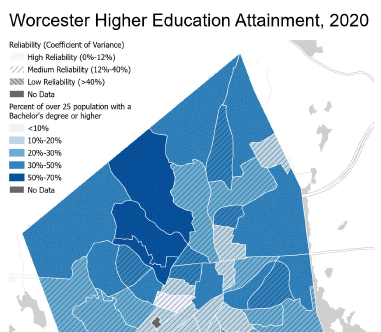 Worcester Higher Education Attainment, 2020
Reliability (Coefficient of Variance)
High Reliability (0%-12%)
Medium Reliability (12%-40%)
Low Reliability (>40%)
No Data
Percent of over 25 population with a
Bachelor's degree or higher
<10%
10%-20%
20%-30%
30%-50%
50%-70%
No Data